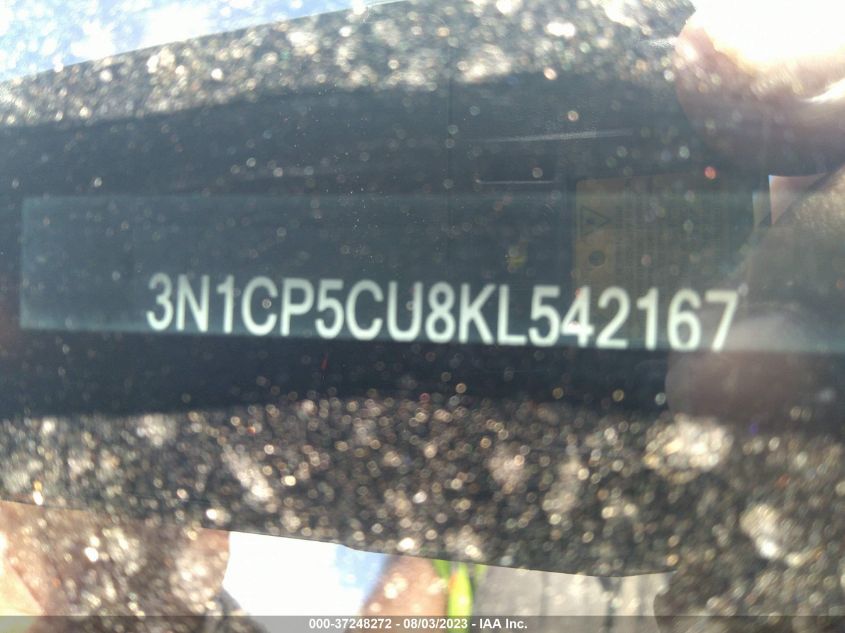 3N1CP5CU8KL542167
000-37248272 - 08/03/2023 - IAA Inc.